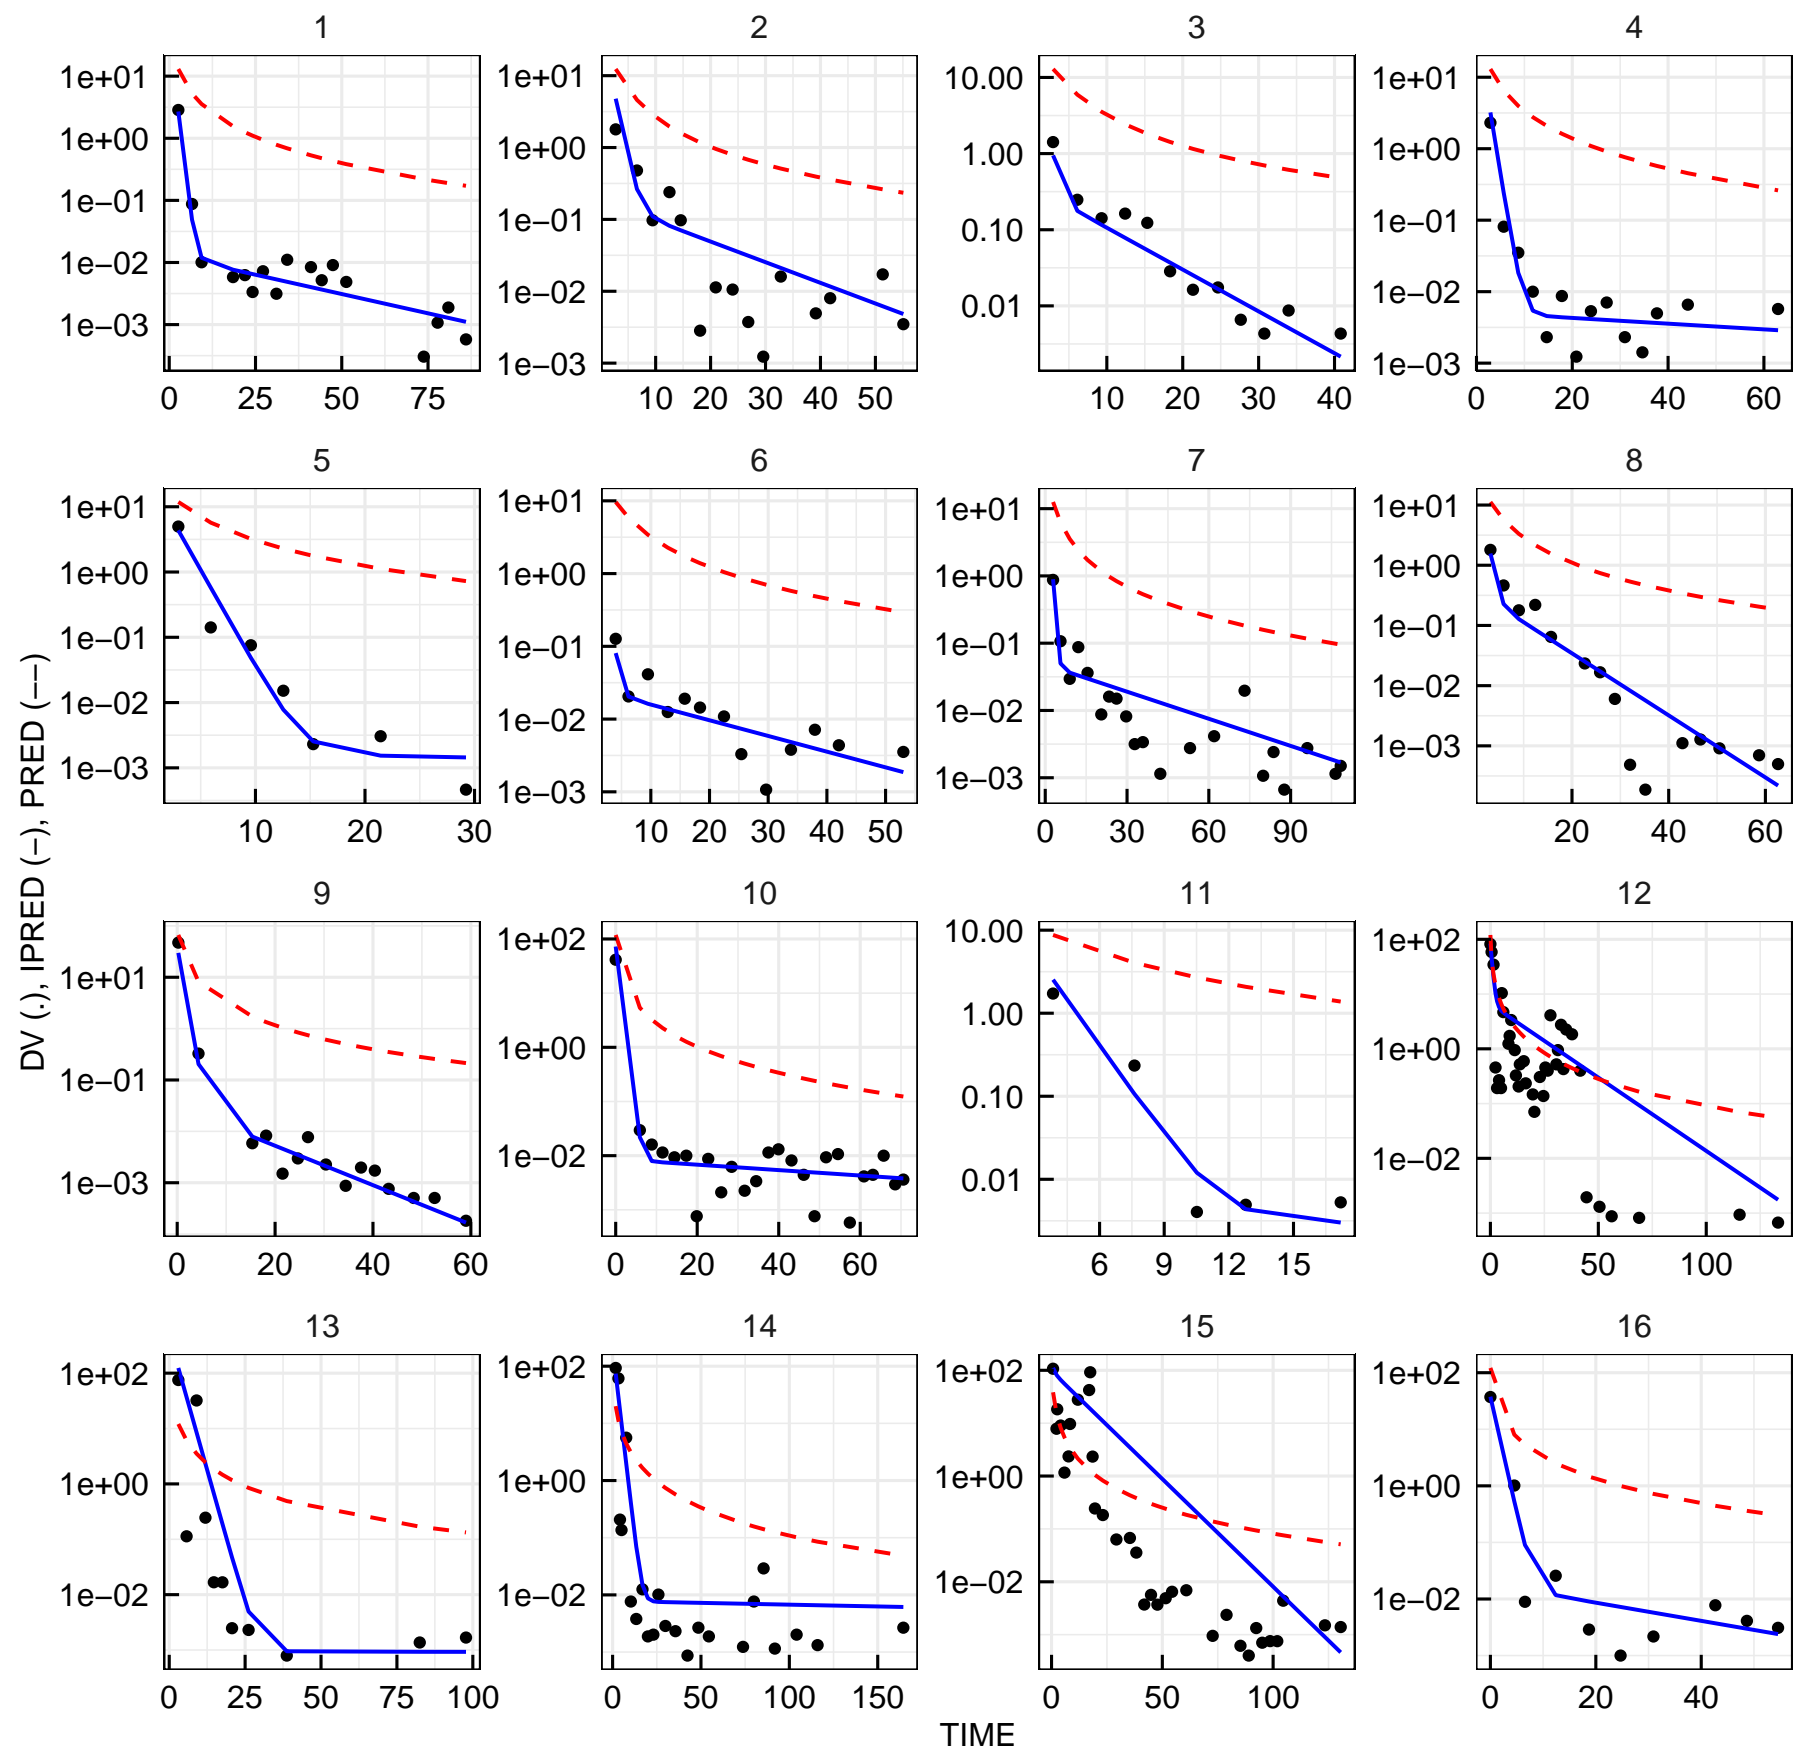 1 2 3 4
1e+01 1e+01 10.00 1e+01
1e+00 1e+00 1.00 1e+00
1e−01 1e−01 0.10 1e−01
1e−02 1e−02 0.01 1e−02
1e−03 1e−03 1e−03
0 25 50 75 10 20 30 40 50 10 20 30 40 0 20 40 60
5 6 7 8
1e+01 1e+01 1e+01 1e+01
1e+00 1e+00 1e+00 1e+00
1e−01 1e−01 1e−01 1e−01
1e−02 1e−02 1e−02 1e−02
1e−03 1e−03 1e−03 1e−03
10 20 30 10 20 30 40 50 0 30 60 90 20 40 60
DV (.), IPRED (−), PRED (−−)
9 10 11 12
1e+01 1e+02 10.00 1e+02
1e−01 1e+00 1.00 1e+00
1e−03 1e−02 0.10 1e−02
0.01
0 20 40 60 0 20 40 60 6 9 12 15 0 50 100
13 14 15 16
1e+02 1e+02 1e+02 1e+02
1e+00 1e+00 1e+00 1e+00
1e−02 1e−02 1e−02 1e−02
0 25 50 75 100 0 50 100 150 0 50 100 0 20 40
TIME